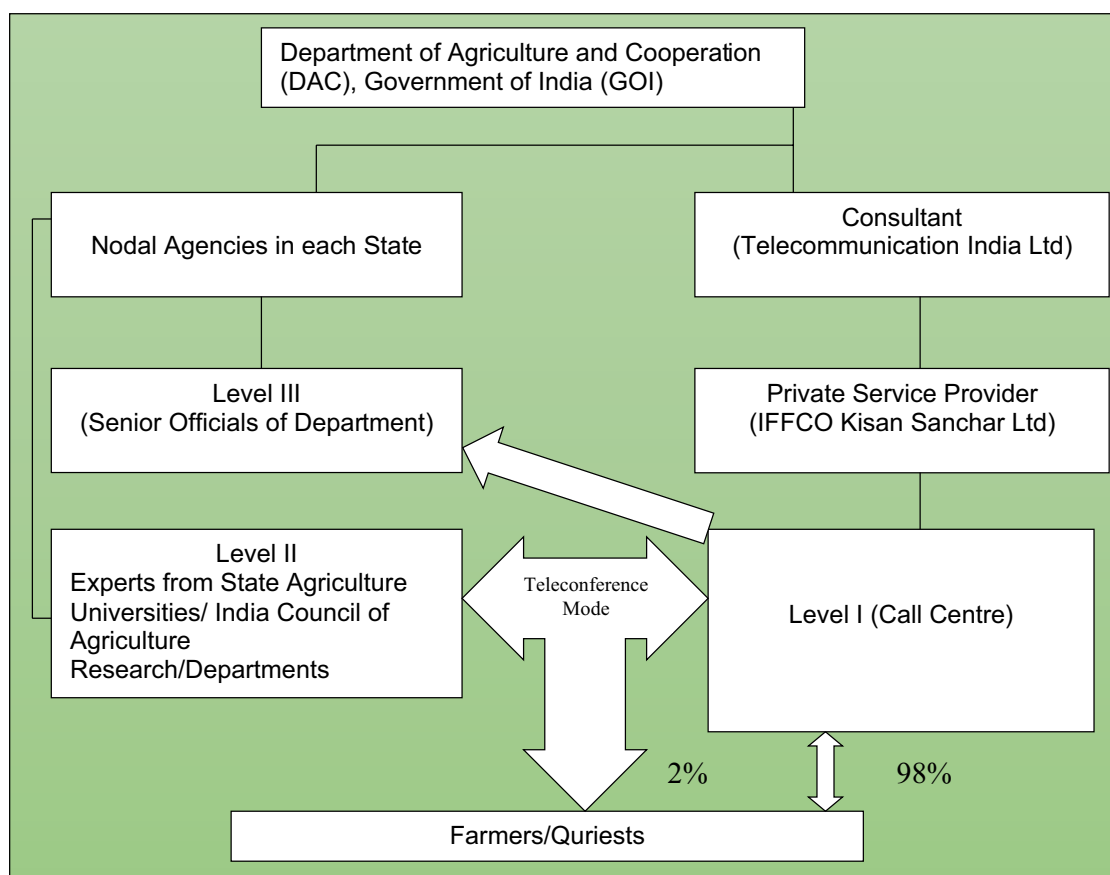 Department of Agriculture and Cooperation
(DAC), Government of India (GOI)
Nodal Agencies in each State
Consultant
(Telecommunication India Ltd)
Level III
(Senior Officials of Department)
Private Service Provider
(IFFCO Kisan Sanchar Ltd)
Level II
Experts from State Agriculture
Universities/ India Council of
Agriculture
Research/Departments
Teleconference
Mode
Level I (Call Centre)
2%
98%
Farmers/Quriests